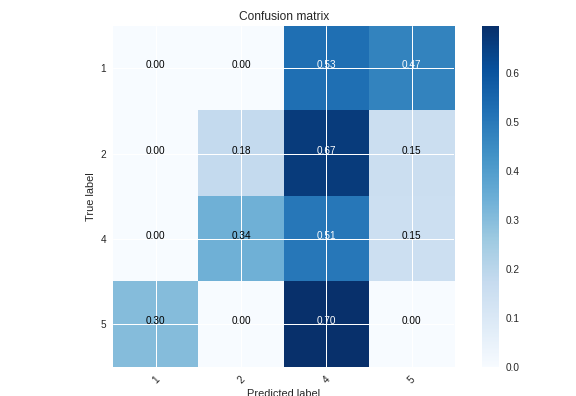 Confusion matrix
True label
1 0.00 0.00 0.53 0.47
2 0.00 0.18 0.67 0.15
4 0.00 0.34 0.51 0.15
5 0.30 0.00 0.70 0.00
1 2 4 5
Predicted label
0.6
0.5
0.4
0.3
0.2
0.1
0.0